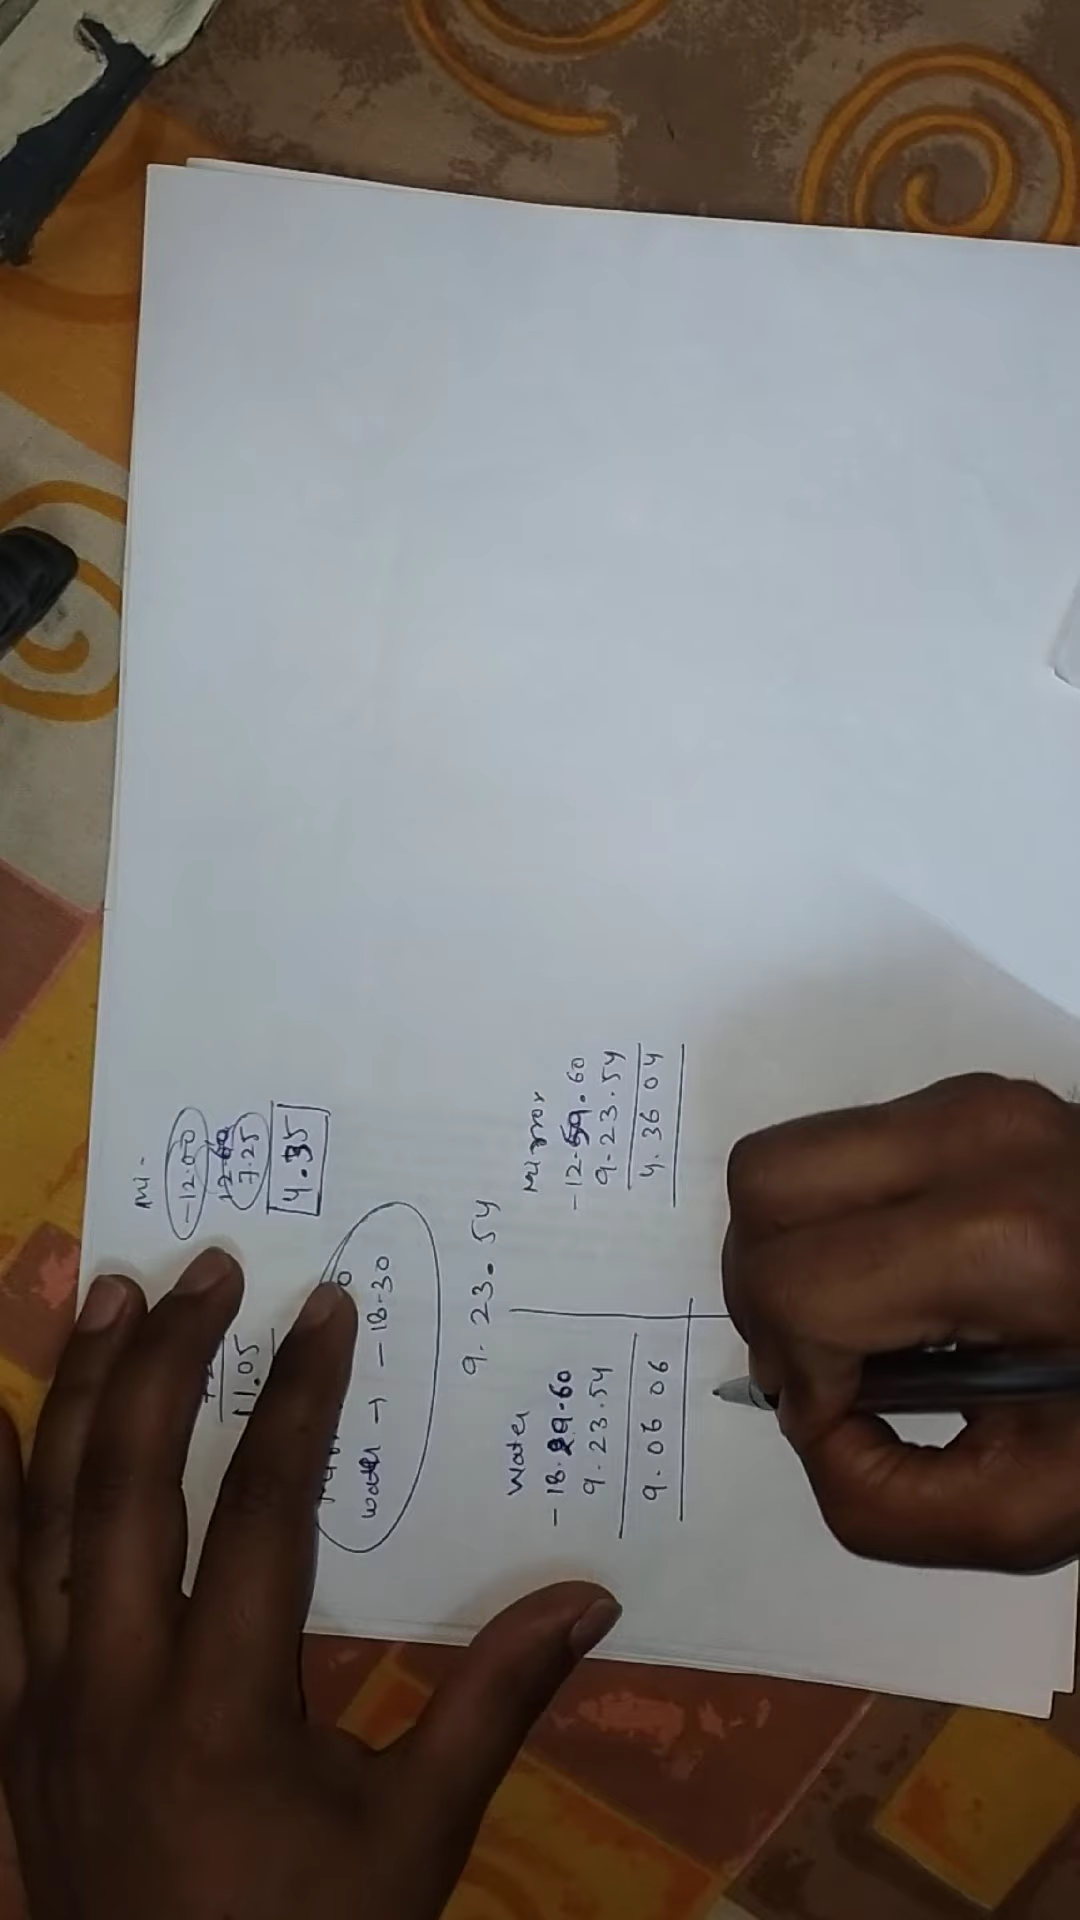 Mi -
-12.00
7.25
4.35
11.05
water → -18.30
9. 23. 54
Water
-18.29.60
9.23.54
9.06 06
Mirror
-12.59.60
9.23.54
4.36 04